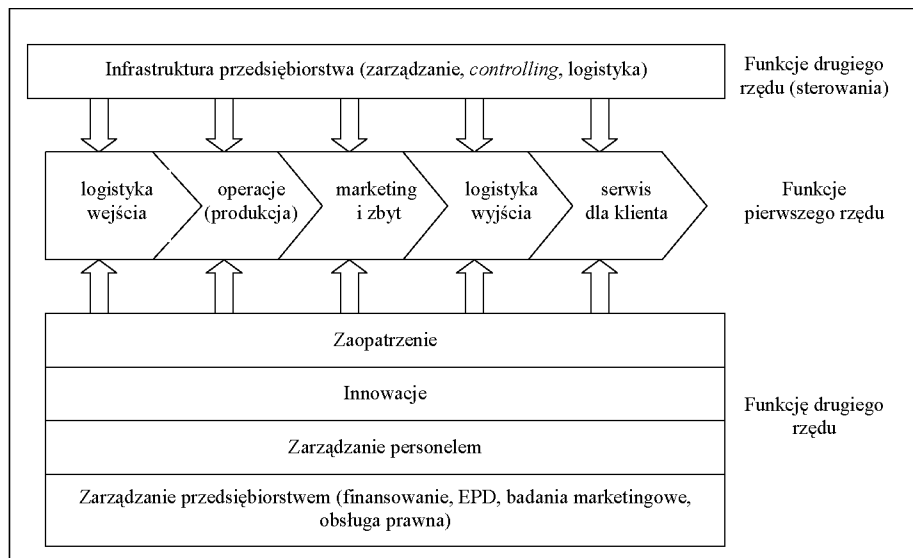 Infrastruktura przedsiębiorstwa (zarządzanie, controlling, logistyka)
Funkcje drugiego
rzędu (sterowania)
logistyka
wejścia
operacje
(produkcja)
marketing
i zbyt
logistyka
wyjścia
serwis
dla klienta
Funkcje
pierwszego rzędu
Zaopatrzenie
Innowacje
Zarządzanie personelem
Zarządzanie przedsiębiorstwem (finansowanie, EPD, badania marketingowe,
obsługa prawna)
Funkcję drugiego
rzędu